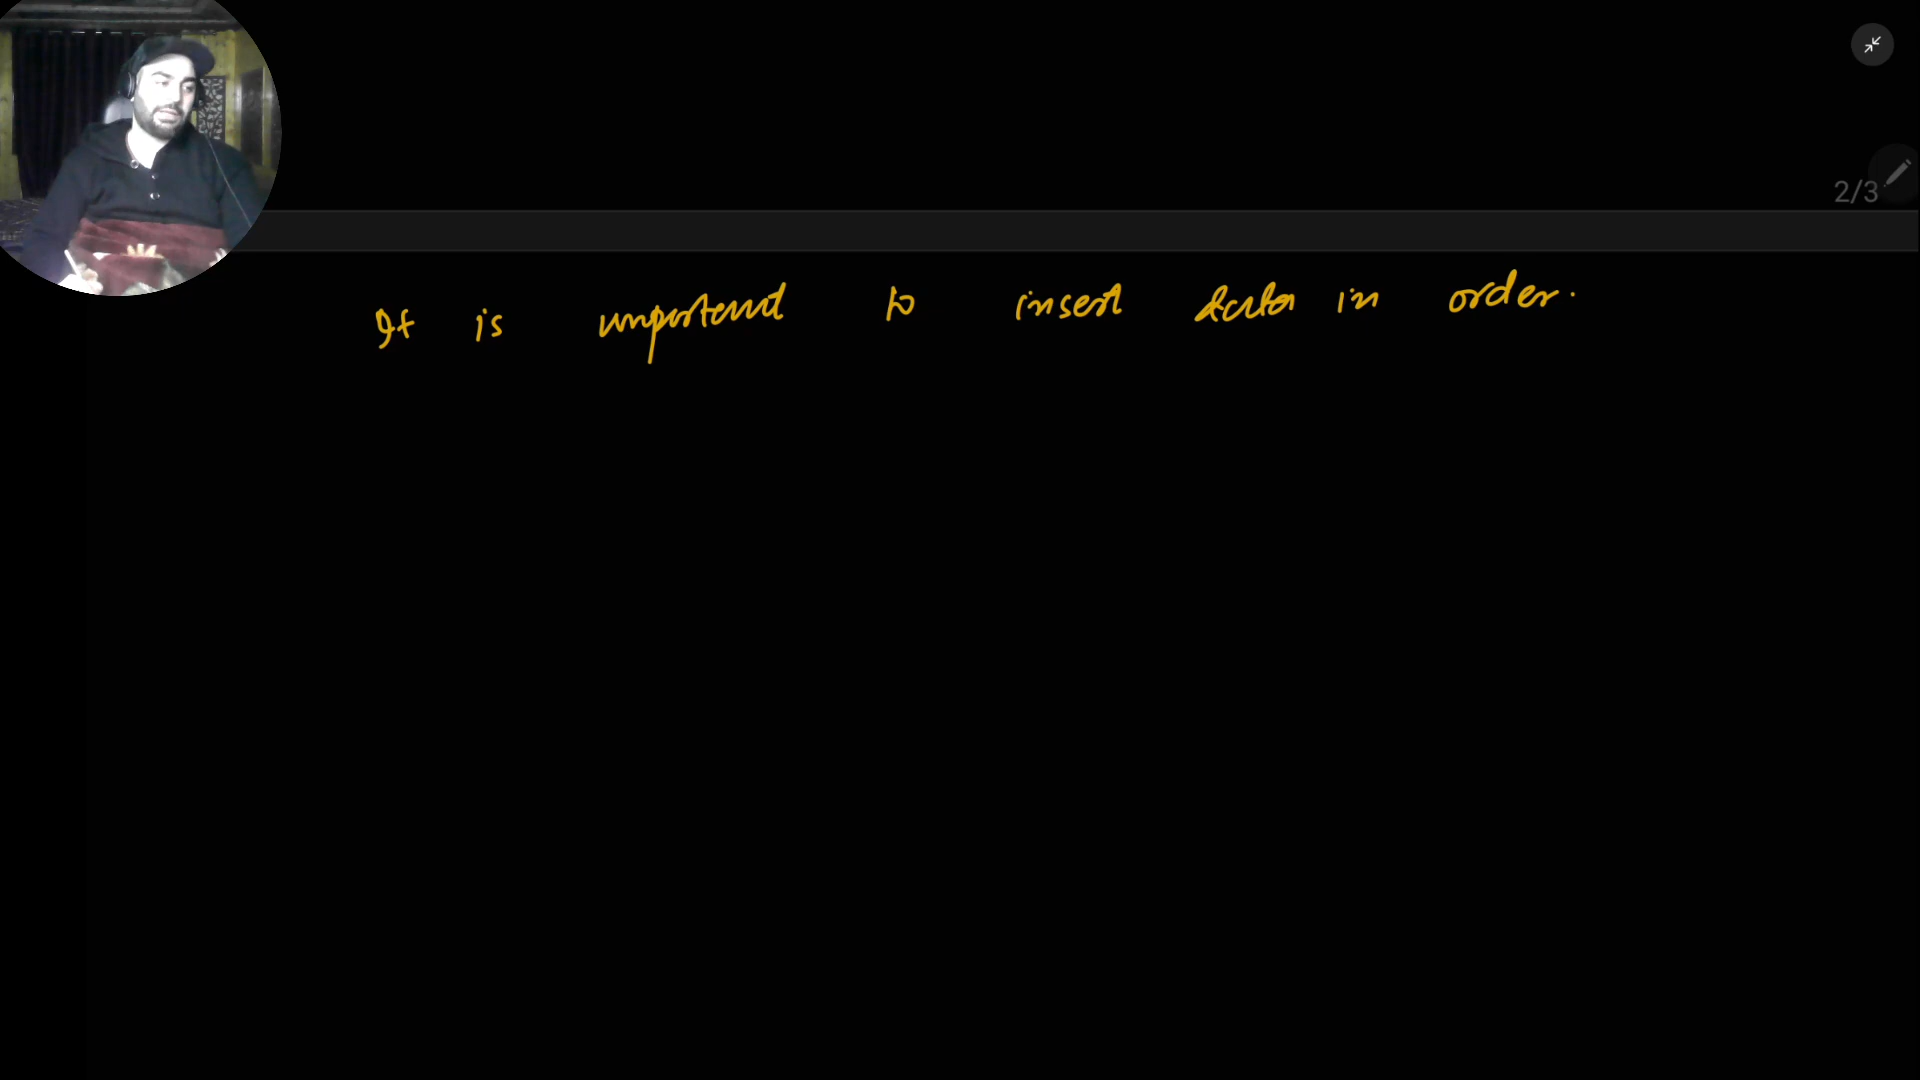 2/3
It is important to insert data in order.